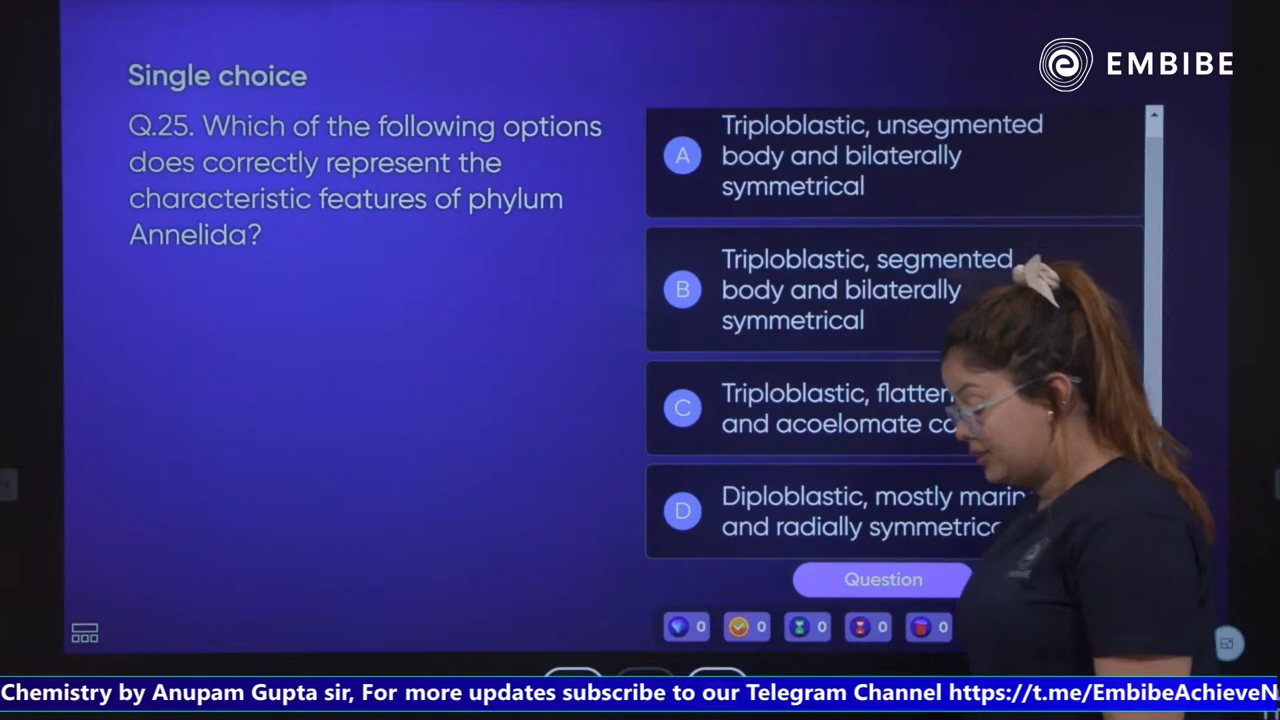 EMBIBE
Single choice
Q.25. Which of the following options
does correctly represent the
characteristic features of phylum
Annelida?
A
Triploblastic, unsegmented
body and bilaterally
symmetrical
B
Triploblastic, segmented
body and bilaterally
symmetrical
C
Triploblastic,
and acoelomate
D
Diploblastic, mostly
and radially
Question
0 0 0 0 0
Chemistry by Anupam Gupta sir, For more updates subscribe to our Telegram Channel https://t.me/EmbibeAchieveN